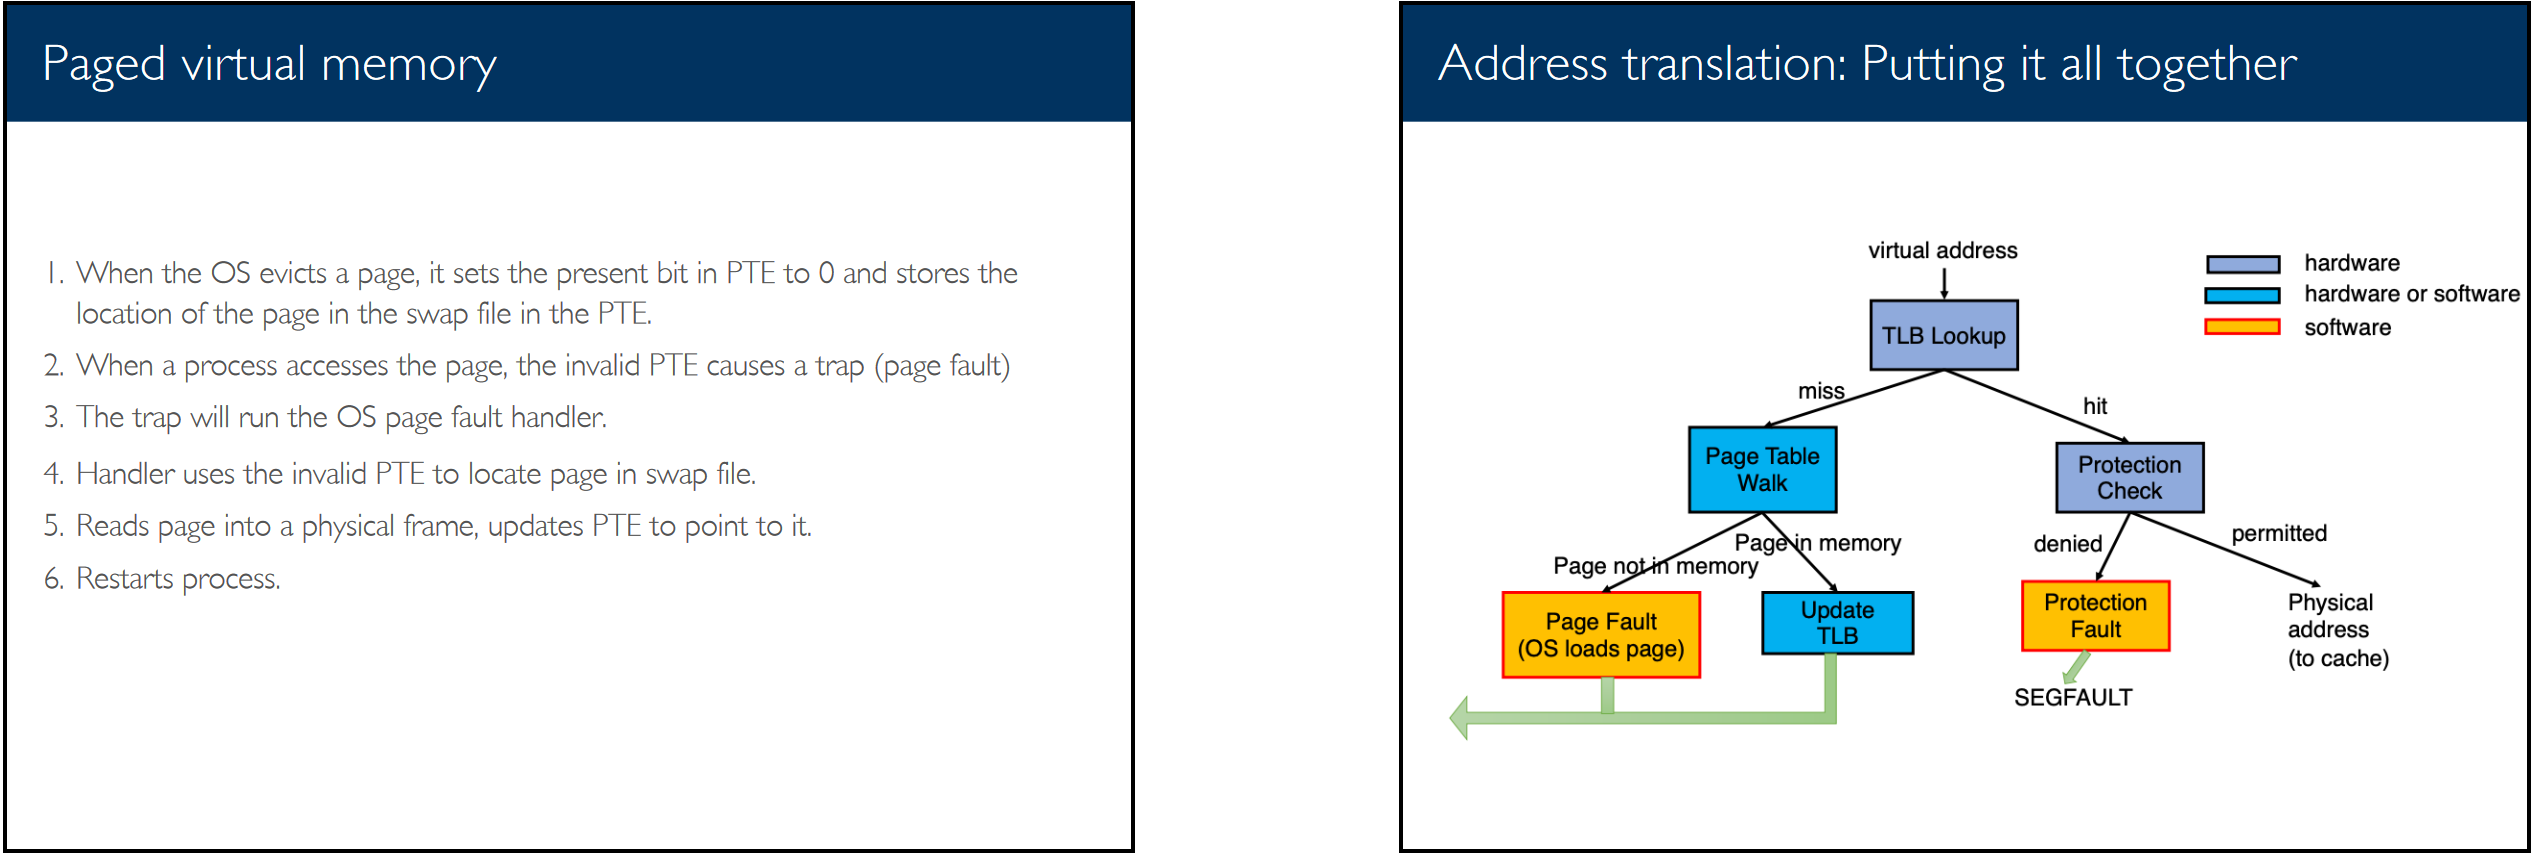 Paged virtual memory
1. When the OS evicts a page, it sets the present bit in PTE to 0 and stores the
location of the page in the swap file in the PTE.
2. When a process accesses the page, the invalid PTE causes a trap (page fault)
3. The trap will run the OS page fault handler.
4. Handler uses the invalid PTE to locate page in swap file.
5. Reads page into a physical frame, updates PTE to point to it.
6. Restarts process.
Address translation: Putting it all together
virtual address
hardware
hardware or software
software
TLB Lookup
miss
hit
Page Table
Walk
Protection
Check
Page not in memory
Page in memory
denied
permitted
Page Fault
(OS loads page)
Update
TLB
Protection
Fault
Physical
address
(to cache)
SEGFAULT